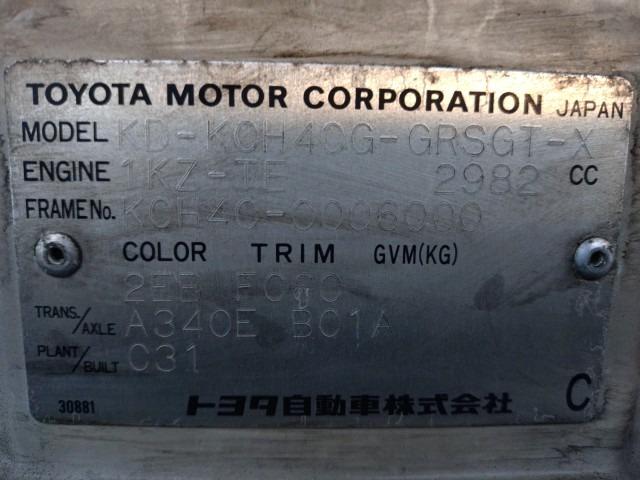 TOYOTA MOTOR CORPORATION JAPAN
MODEL KD-KCH40G-GRSGT-X
ENGINE 1KZ-TE 2982 CC
FRAME No. KCH40-0006000
COLOR TRIM GVM(KG)
2EB FC60
TRANS./AXLE A340E B01A
PLANT/BUILT C31
30881 トヨタ自動車株式会社 C